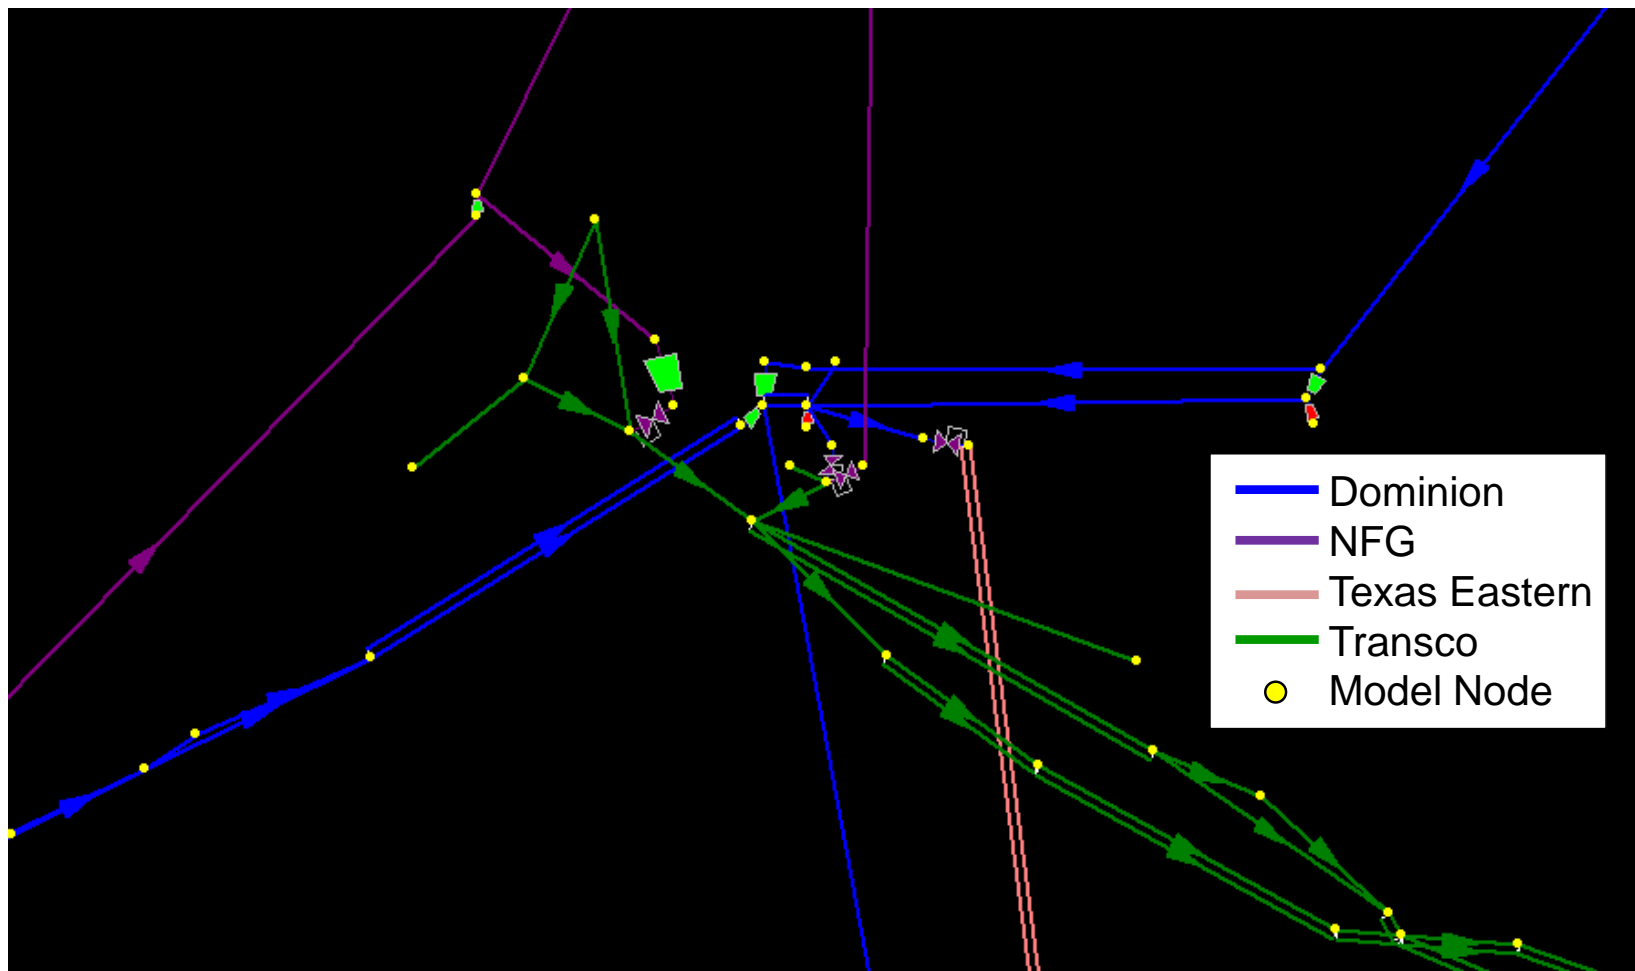 Dominion
NFG
Texas Eastern
Transco
Model Node